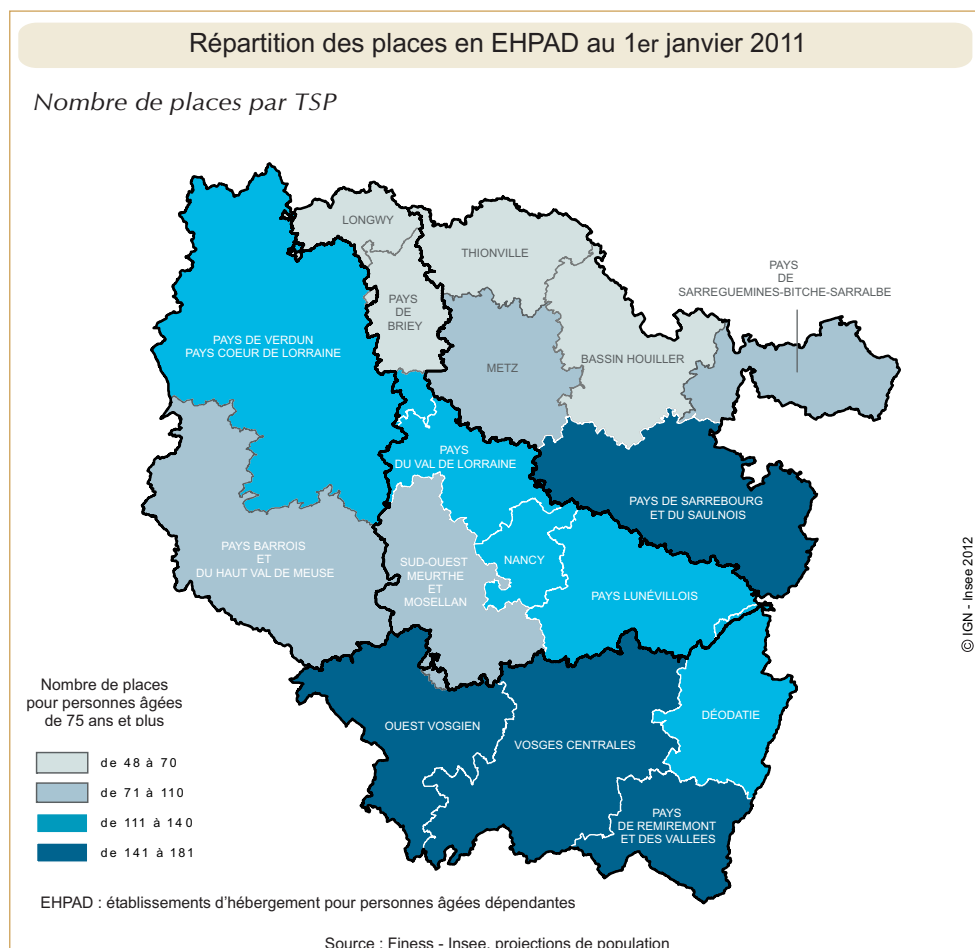 Répartition des places en EHPAD au 1er janvier 2011
Nombre de places par TSP
LONGWY
THIONVILLE
PAYS
DE
SARREGUEMINES-BITCHE-SARRALBE
PAYS
DE
BRIEY
PAYS DE VERDUN
PAYS COEUR DE LORRAINE
METZ
BASSIN HOUILLER
PAYS
DU VAL DE LORRAINE
PAYS DE SARREBOURG
ET DU SAULNOIS
PAYS BARROIS
ET
DU HAUT VAL DE MEUSE
SUD-OUEST
MEURTHE
ET
MOSELLAN
NANCY
PAYS LUNÉVILLOIS
© IGN - Insee 2012
OUEST VOSGIEN
VOSGES CENTRALES
DÉODATIE
PAYS
DE REMIREMONT
ET DES VALLEES
Nombre de places
pour personnes âgées
de 75 ans et plus
de 48 à 70
de 71 à 110
de 111 à 140
de 141 à 181
EHPAD : établissements d'hébergement pour personnes âgées dépendantes
Source : Finess - Insee, projections de population